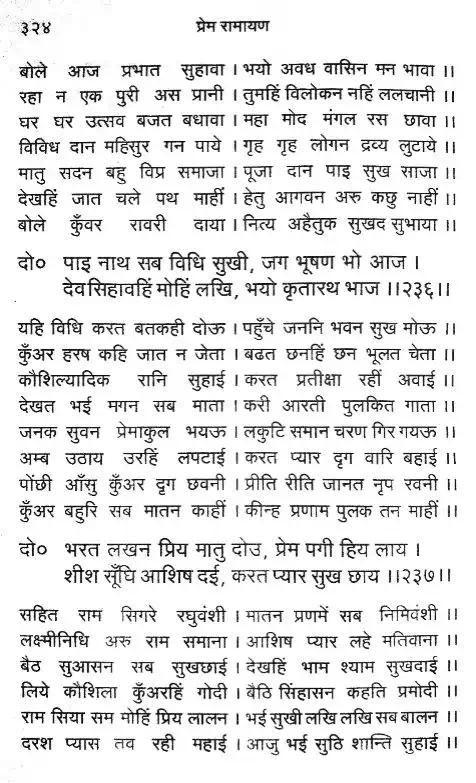 ३२४ प्रेम रामायण
बोले आज प्रभात सुहावा । भयो अवध वासिन मन भावा ।।
रहा न एक पुरी अस प्रानी । तुमहिं विलोकन नहिं ललचानी ।।
घर घर उत्सव बजत बधावा । महा मोद मंगल रस छावा ।।
विविध दान महिसुर गन पाये । गृह गृह लोगन द्रव्य लुटाये ।।
मातु सदन बहु विप्र समाजा । पूजा दान पाइ सुख साजा ।।
देखहिं जात चले पथ माहीं । हेतु आगवन अरु कछु नाहीं ।।
बोले कुँवर रावरी दाया । नित्य अहैतुक सुखद सुभाया ।।
दो० पाइ नाथ सब विधि सुखी, जग भूषण भो आज ।
देवसिहावहिं मोहिं लखि, भयो कृतारथ भाज ।।२३६।।
यहि विधि करत बतकही दोऊ । पहुँचे जननि भवन सुख मोऊ ।।
कुँअर हरष कहि जात न जेता । बढत छनहिं छन भूलत चेता ।।
कौशिल्यादिक रानि सुहाई । करत प्रतीक्षा रहीं अवाई ।।
देखत भई मगन सब माता । करी आरती पुलकित गाता ।।
जनक सुवन प्रेमाकुल भयऊ । लकुटि समान चरण गिर गयऊ ।।
अम्ब उठाय उरहिं लपटाई । करत प्यार दृग वारि बहाई ।।
पोंछी आँसु कुँअर दृग छवनी । प्रीति रीति जानत नृप रवनी ।।
कुँअर बहुरि सब मातन काहीं । कीन्ह प्रणाम पुलक तन माहीं ।।
दो० भरत लखन प्रिय मातु दोउ, प्रेम पगी हिय लाय ।
शीश सूँघि आशिष दई, करत प्यार सुख छाय ।।२३७।।
सहित राम सिगरे रघुवंशी । मातन प्रणमें सब निमिवंशी ।।
लक्ष्मीनिधि अरु राम समाना । आशिष प्यार लहे मतिवाना ।।
बैठ सुआसन सब सुखछाई । देखहिं भाम श्याम सुखदाई ।।
लिये कौशिला कुँअरहिं गोदी । बैठि सिंहासन कहति प्रमोदी ।।
राम सिया सम मोहिं प्रिय लालन । भई सुखी लखि लखि सब बालन ।।
दरश प्यास तव रही महाई । आजु भई सुठि शान्ति सुहाई ।।